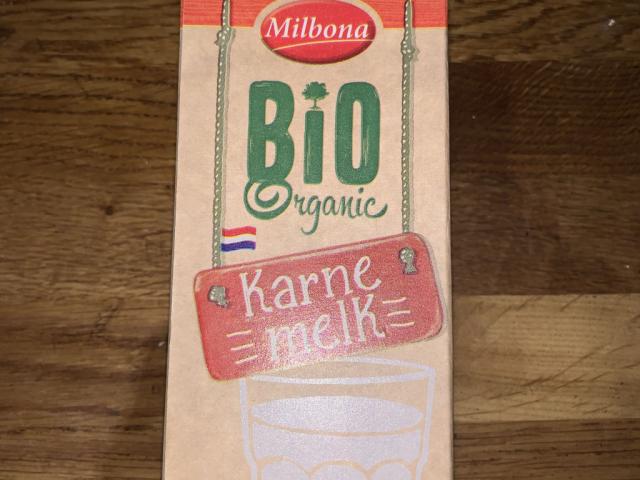 Milbona
BiO
Organic
Karne
melk